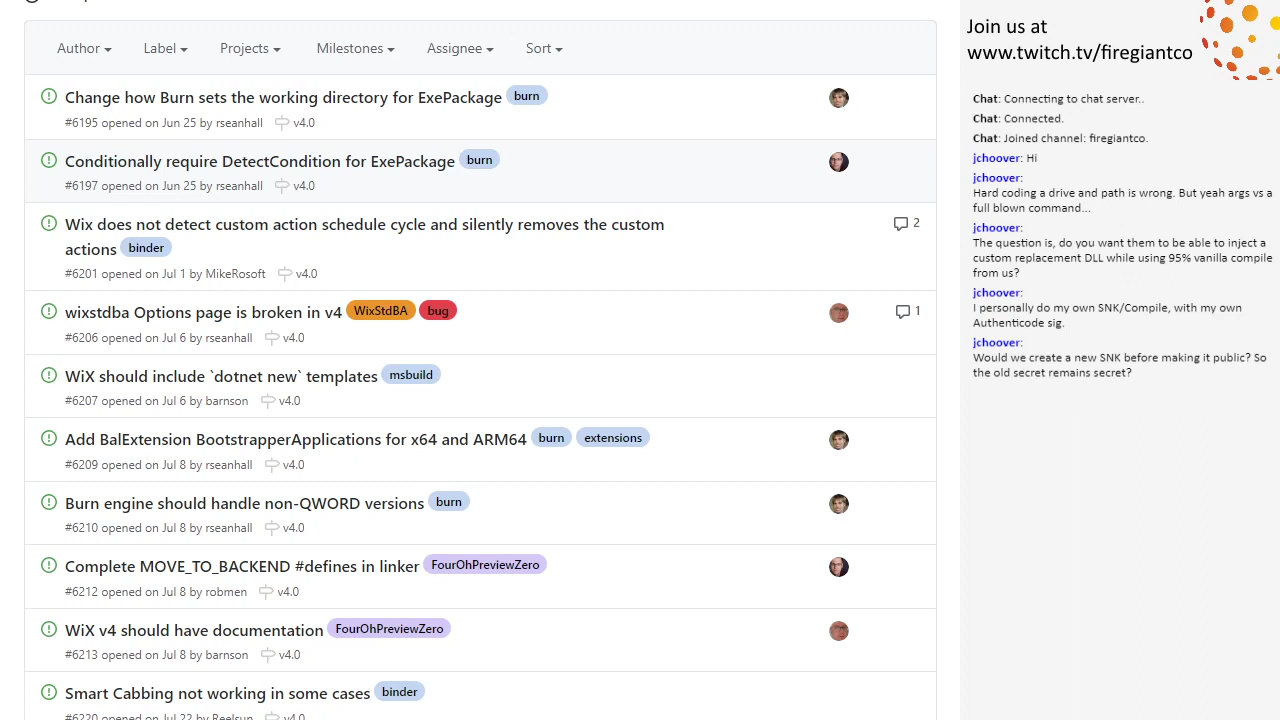 Author Label Projects Milestones Assignee Sort
Change how Burn sets the working directory for ExePackage burn
#6195 opened on Jun 25 by rseanhall v4.0
Conditionally require DetectCondition for ExePackage burn
#6197 opened on Jun 25 by rseanhall v4.0
Wix does not detect custom action schedule cycle and silently removes the custom
actions binder
2
#6201 opened on Jul 1 by MikeRosoft v4.0
wixstdba Options page is broken in v4 WixStdBA bug
1
#6206 opened on Jul 6 by rseanhall v4.0
WiX should include `dotnet new` templates msbuild
#6207 opened on Jul 6 by barnson v4.0
Add BalExtension BootstrapperApplications for x64 and ARM64 burn extensions
#6209 opened on Jul 8 by rseanhall v4.0
Burn engine should handle non-QWORD versions burn
#6210 opened on Jul 8 by rseanhall v4.0
Complete MOVE_TO_BACKEND #defines in linker FourOhPreviewZero
#6212 opened on Jul 8 by robmen v4.0
WiX v4 should have documentation FourOhPreviewZero
#6213 opened on Jul 8 by barnson v4.0
Smart Cabbing not working in some cases binder
#6220 opened on Jul 22 by Reelsun v4.0
Join us at
www.twitch.tv/firegiantco
Chat: Connecting to chat server..
Chat: Connected.
Chat: Joined channel: firegiantco.
jchoover: Hi
jchoover:
Hard coding a drive and path is wrong. But yeah args vs a
full blown command...
jchoover:
The question is, do you want them to be able to inject a
custom replacement DLL while using 95% vanilla compile
from us?
jchoover:
I personally do my own SNK/Compile, with my own
Authenticode sig.
jchoover:
Would we create a new SNK before making it public? So
the old secret remains secret?